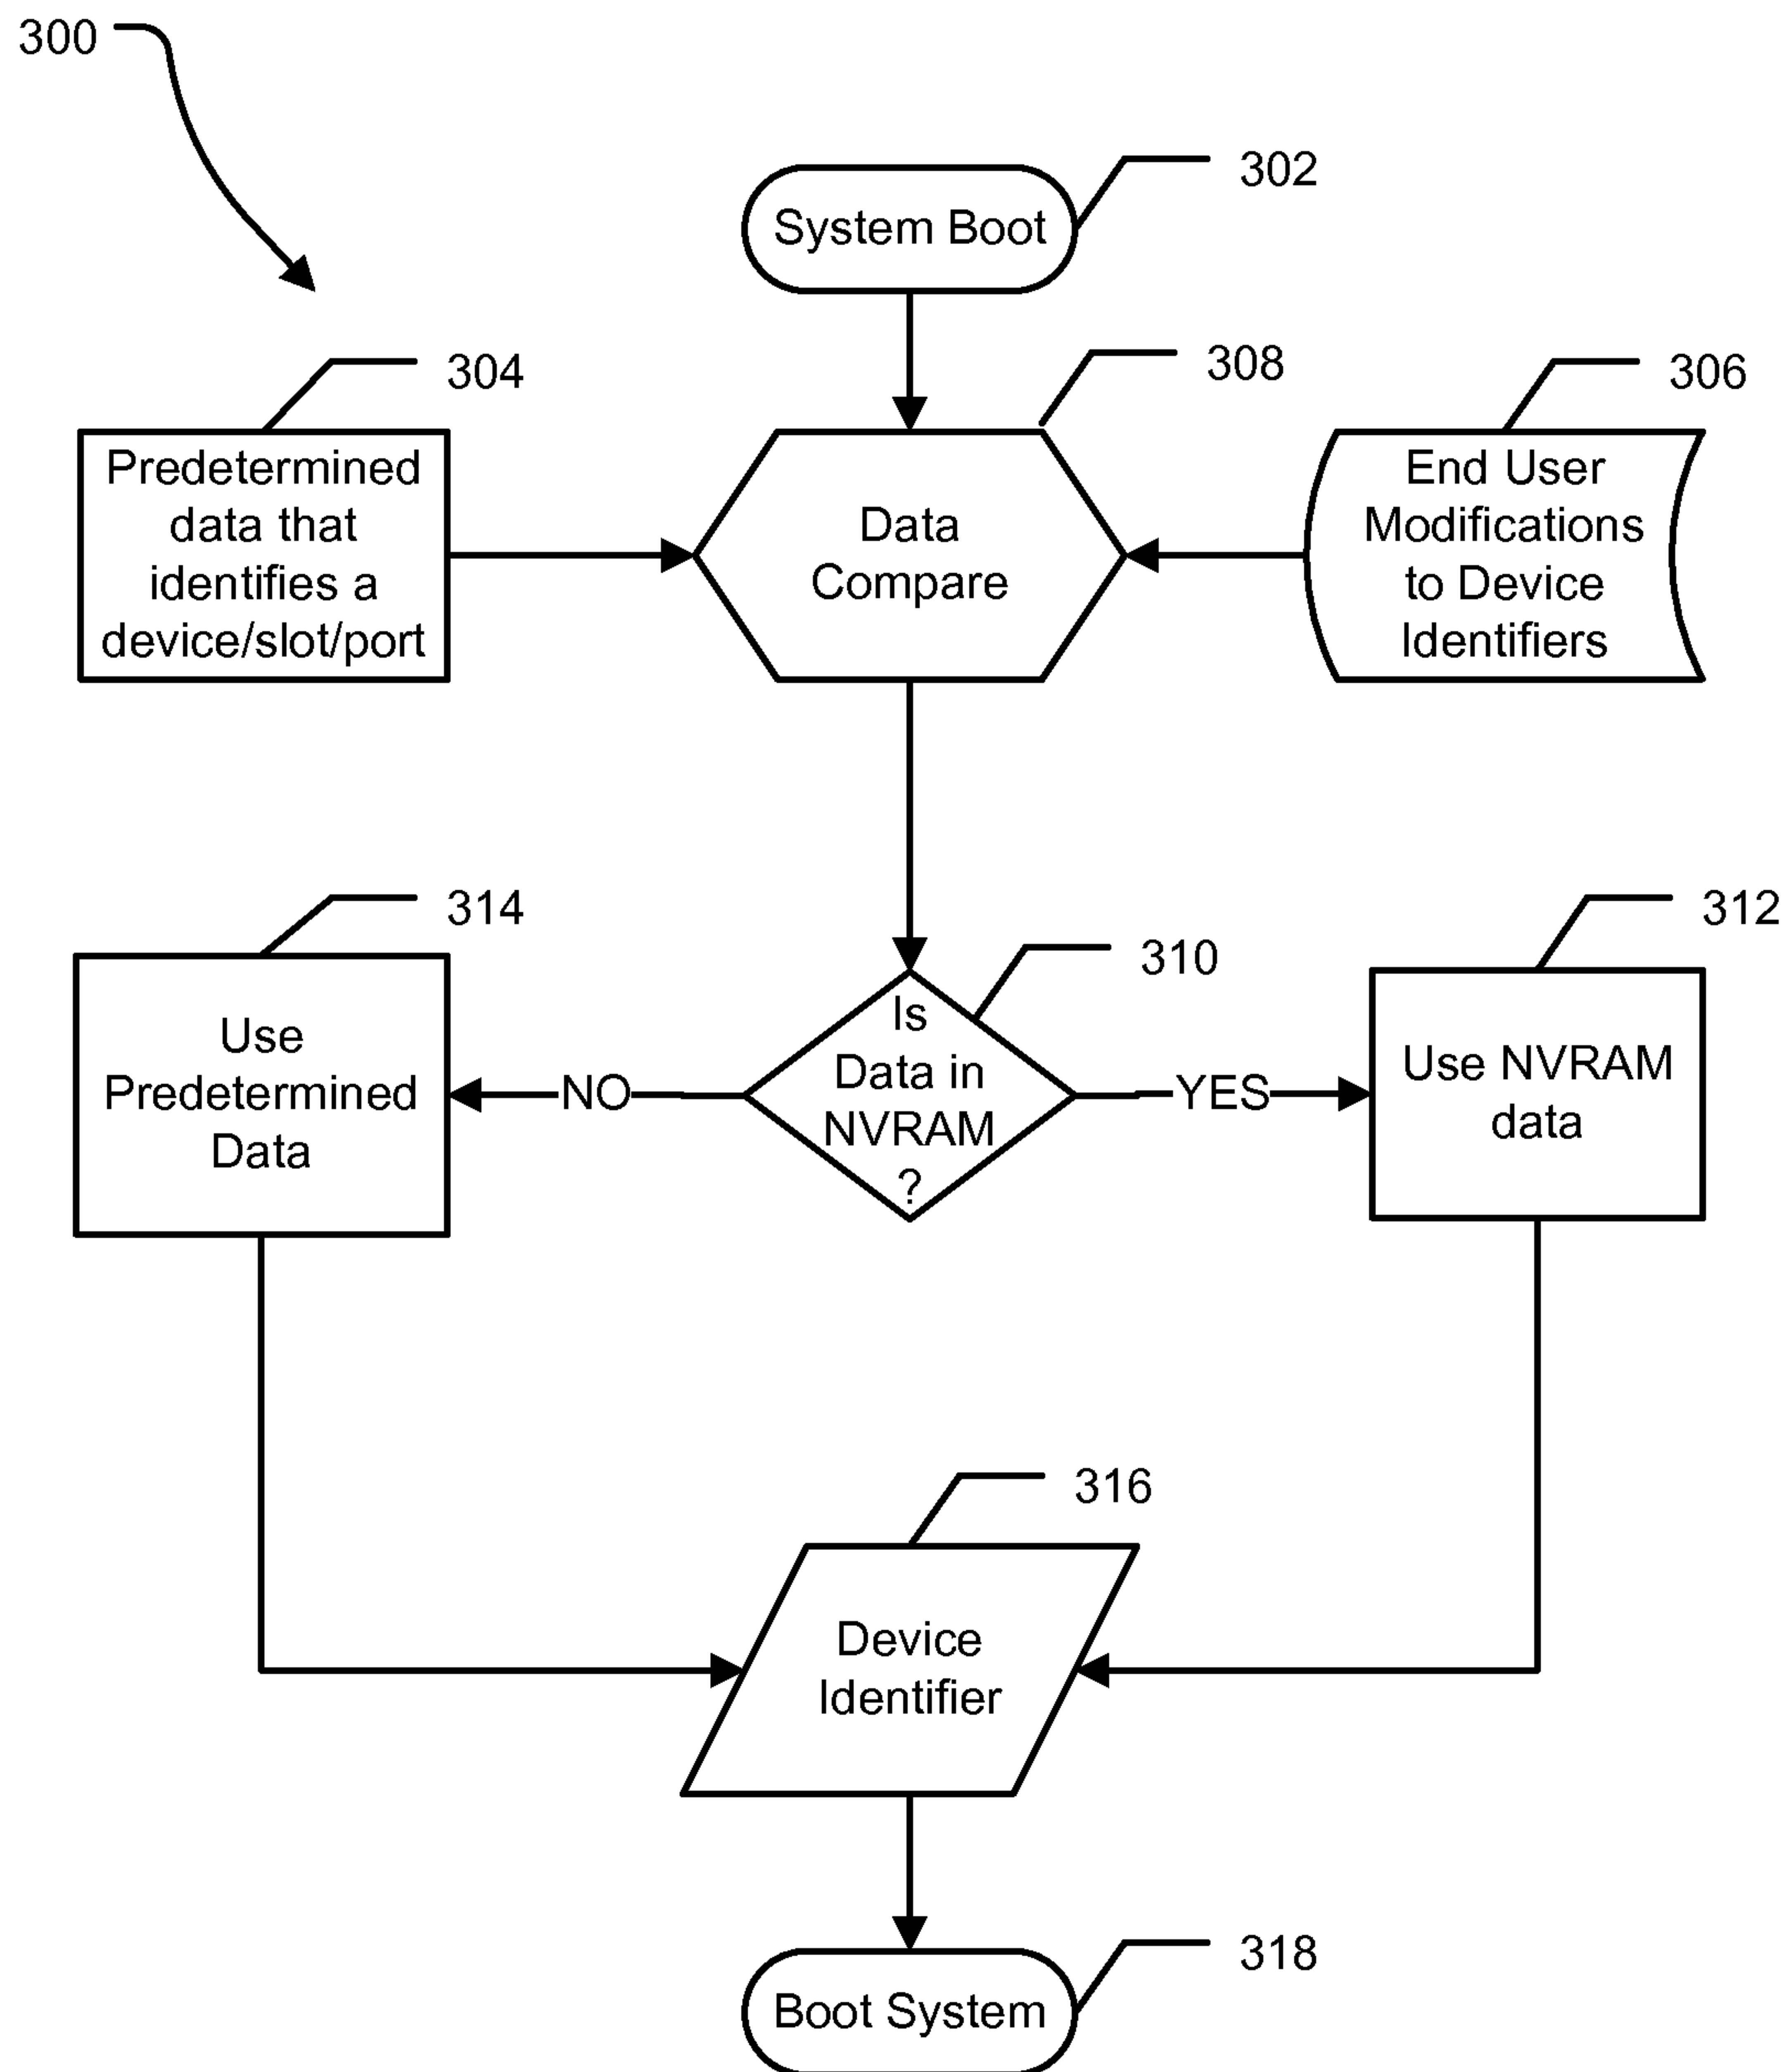 300
302
System Boot
304
308
306
Predetermined
data that
identifies a
device/slot/port
Data
Compare
End User
Modifications
to Device
Identifiers
314
310
312
Use
Predetermined
Data
NO
Is
Data in
NVRAM
?
YES
Use NVRAM
data
316
Device
Identifier
318
Boot System